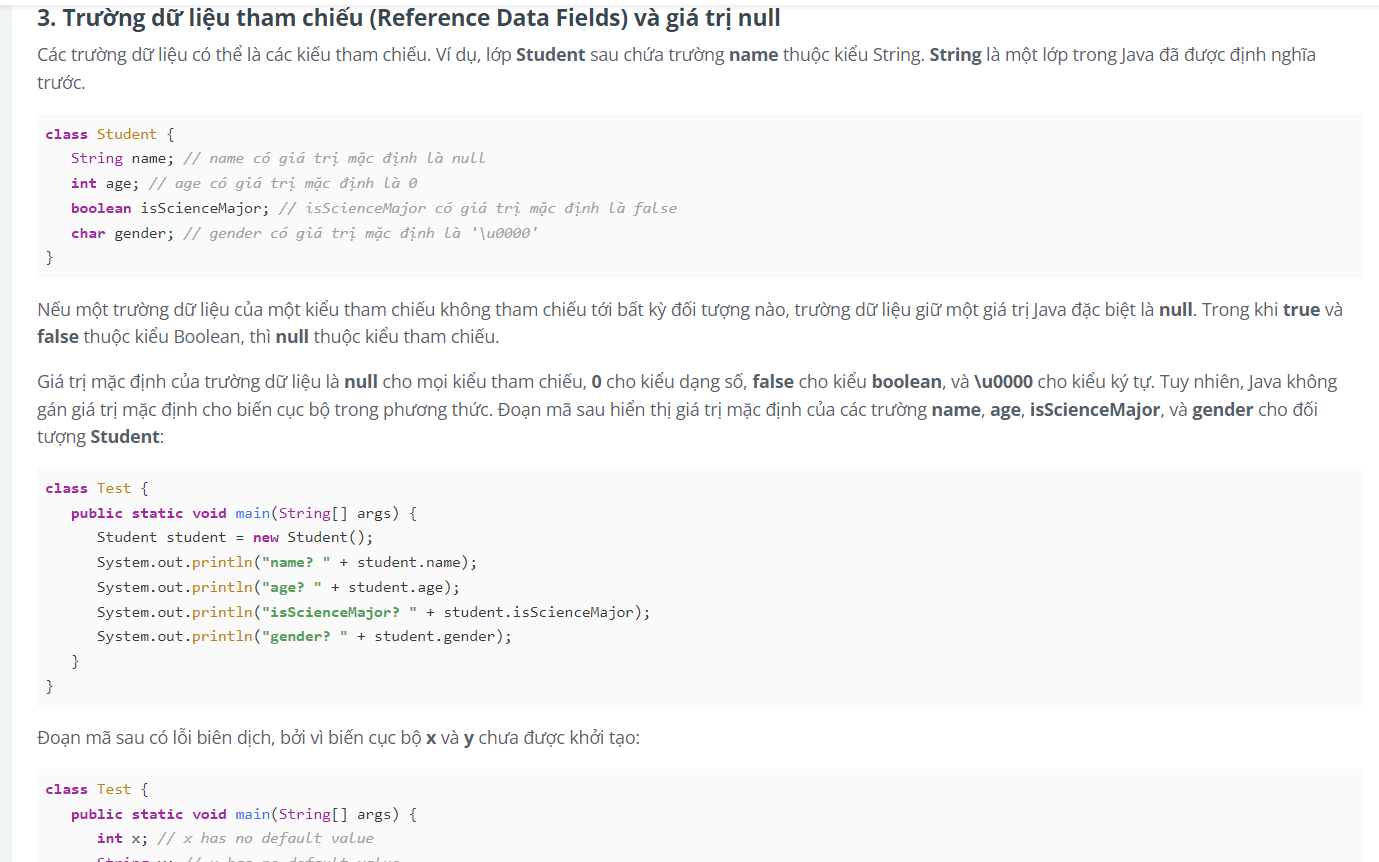 3. Trường dữ liệu tham chiếu (Reference Data Fields) và giá trị null
Các trường dữ liệu có thể là các kiếu tham chiếu. Ví dụ, lớp Student sau chứa trường name thuộc kiểu String. String là một lớp trong Java đã được định nghĩa
trước.
class Student {
String name; // name có giá trị mặc định là null
int age; // age có giá trị mặc định là 0
boolean isScienceMajor; // isScienceMajor có giá trị mặc định là false
char gender; // gender có giá trị mặc định là '\u0000'
}
Nếu một trường dữ liệu của một kiểu tham chiếu không tham chiếu tới bất kỳ đối tượng nào, trường dữ liệu giữ một giá trị Java đặc biệt là null. Trong khi true và
false thuộc kiểu Boolean, thì null thuộc kiểu tham chiếu.
Giá trị mặc định của trường dữ liệu là null cho mọi kiểu tham chiếu, 0 cho kiểu dạng số, false cho kiểu boolean, và \u0000 cho kiểu ký tự. Tuy nhiên, Java không
gán giá trị mặc định cho biến cục bộ trong phương thức. Đoạn mã sau hiển thị giá trị mặc định của các trường name, age, isScienceMajor, và gender cho đối
tượng Student:
class Test {
public static void main(String[] args) {
Student student = new Student();
System.out.println("name? " + student.name);
System.out.println("age? " + student.age);
System.out.println("isScienceMajor? " + student.isScienceMajor);
System.out.println("gender? " + student.gender);
}
}
Đoạn mã sau có lỗi biên dịch, bởi vì biến cục bộ x và y chưa được khởi tạo:
class Test {
public static void main(String[] args) {
int x; // x has no default value
String y; // y has no default value